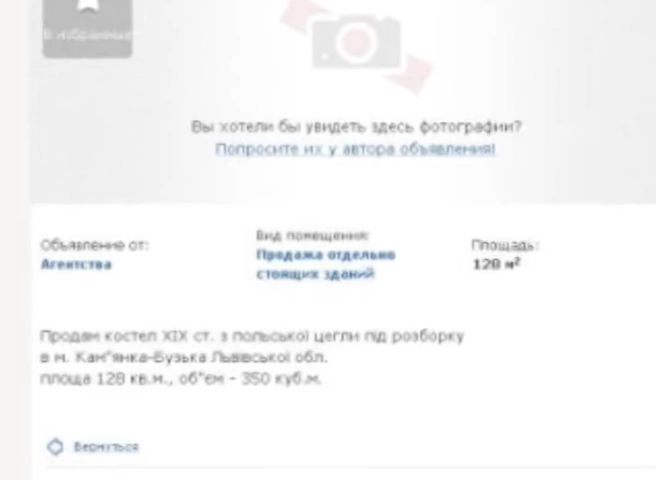 В избранные
Вы хотели бы увидеть здесь фотографии?
Попросите их у автора объявления!
Объявление от:
Агентства
Вид помещения:
Продажа отдельно
стоящих зданий
Площадь:
128 м²
Продам костел XIX ст. з польської цегли під розборку
в м. Кам"янка-Бузька Львівської обл.
площа 128 кв.м., об"єм - 350 куб.м.
Вернуться